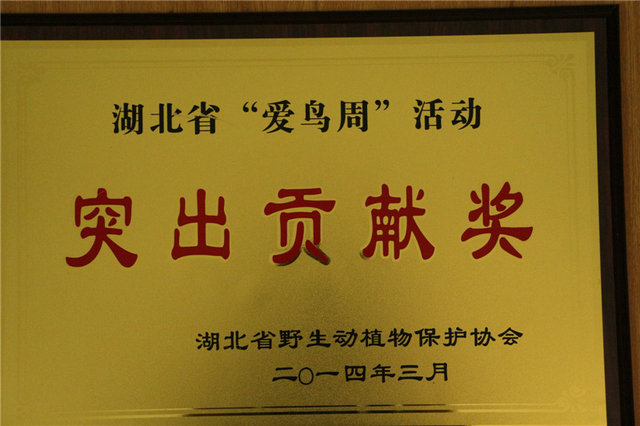 湖北省“爱鸟周”活动
突出贡献奖
湖北省野生动植物保护协会
二〇一四年三月